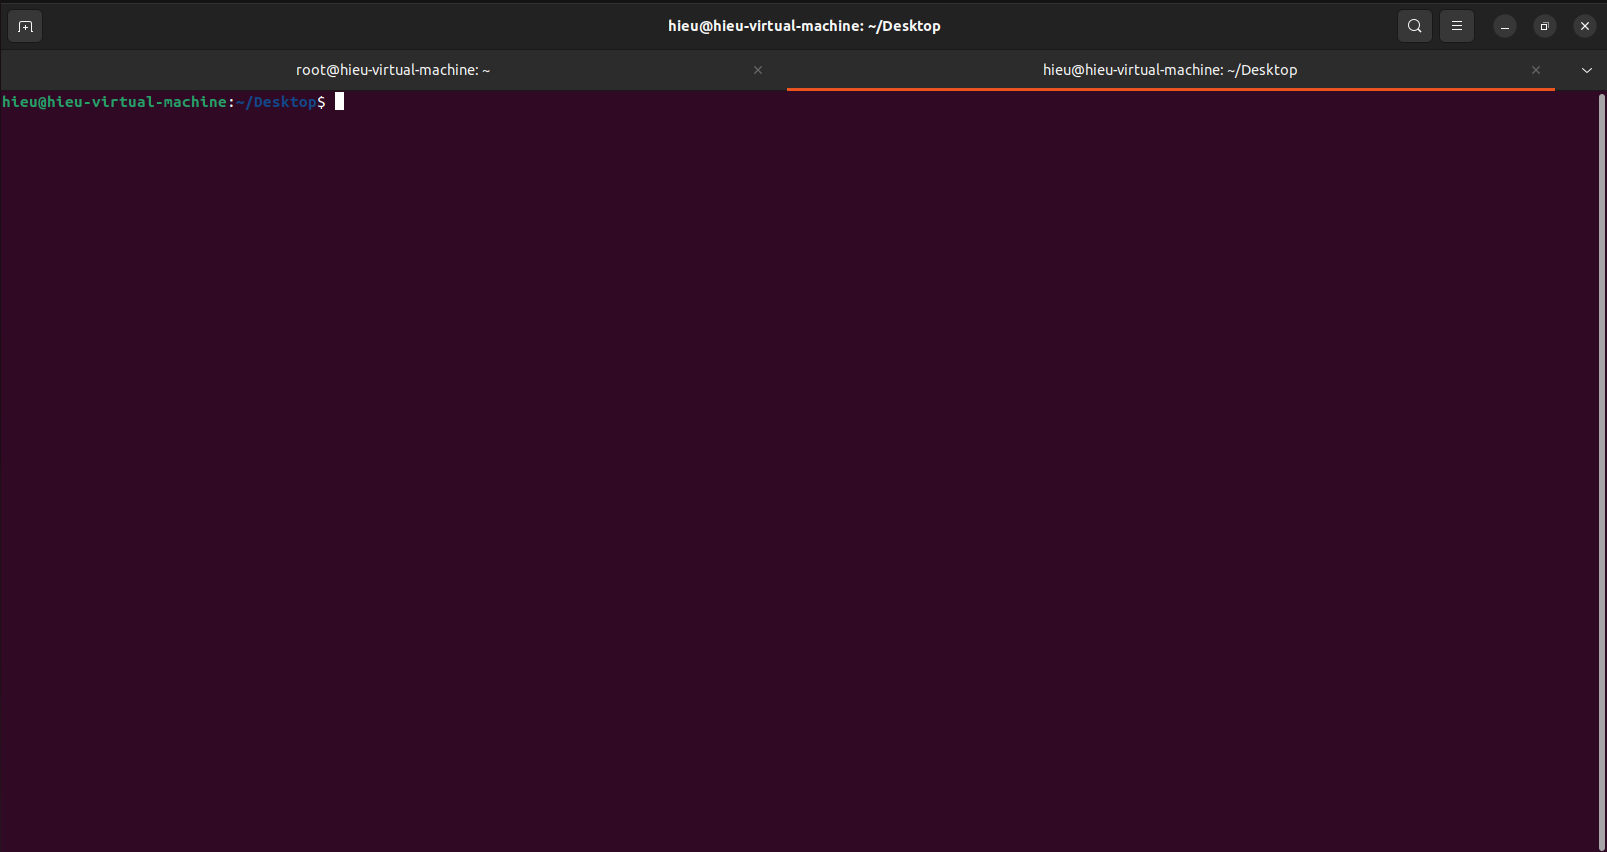 hieu@hieu-virtual-machine: ~/Desktop
root@hieu-virtual-machine: ~
hieu@hieu-virtual-machine: ~/Desktop
hieu@hieu-virtual-machine:~/Desktop$